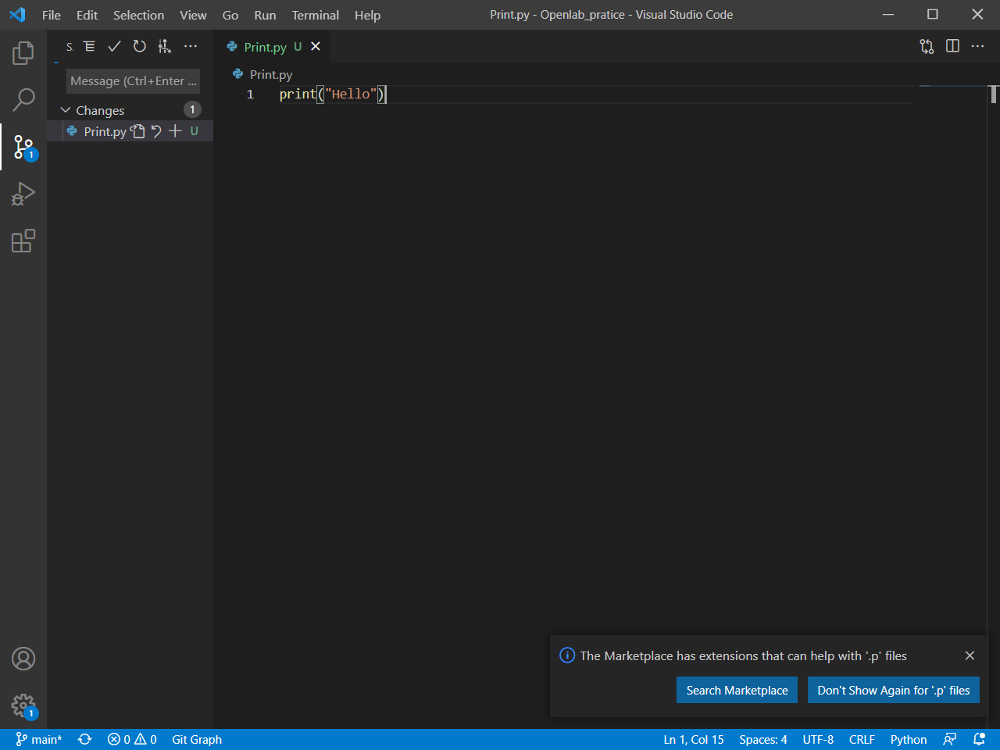 File Edit Selection View Go Run Terminal Help Print.py - Openlab_pratice - Visual Studio Code
S.
Print.py U
Message (Ctrl+Enter ...
Print.py
1 print("Hello")
Changes 1
Print.py U
1
The Marketplace has extensions that can help with '.p' files
Search Marketplace Don't Show Again for '.p' files
1
main* 0 0 Git Graph Ln 1, Col 15 Spaces: 4 UTF-8 CRLF Python